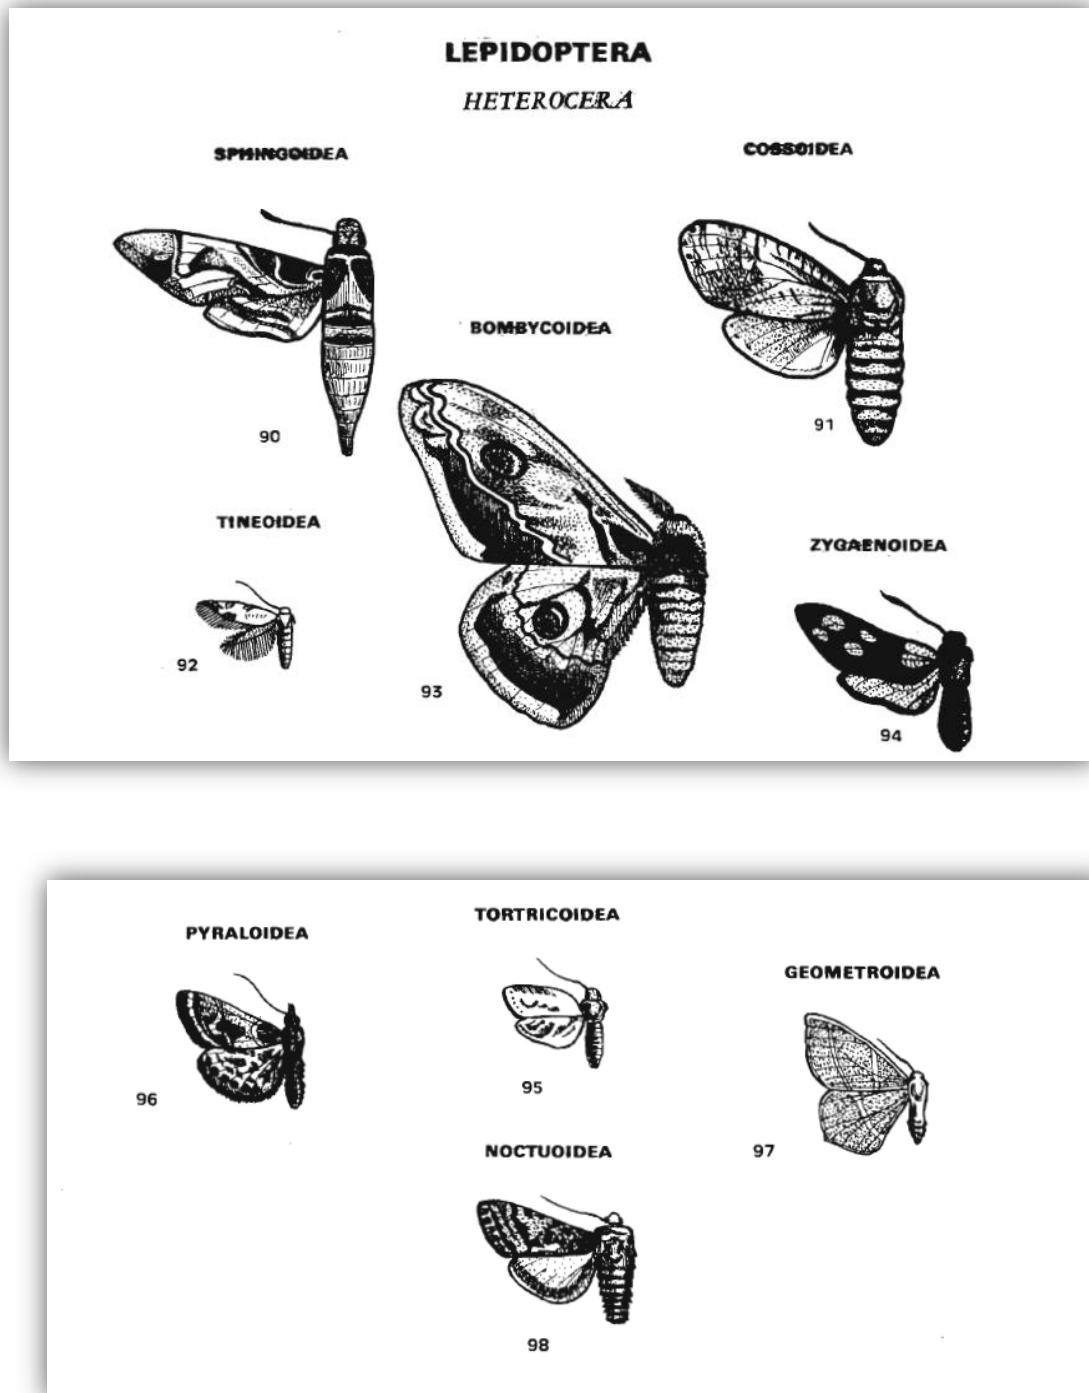 LEPIDOPTERA
HETEROCERA
SPHINGOIDEA
COSSOIDEA
90
BOMBYCOIDEA
91
TINEOIDEA
92
93
ZYGAENOIDEA
94
PYRALOIDEA
TORTRICOIDEA
GEOMETROIDEA
96
95
97
NOCTUOIDEA
98